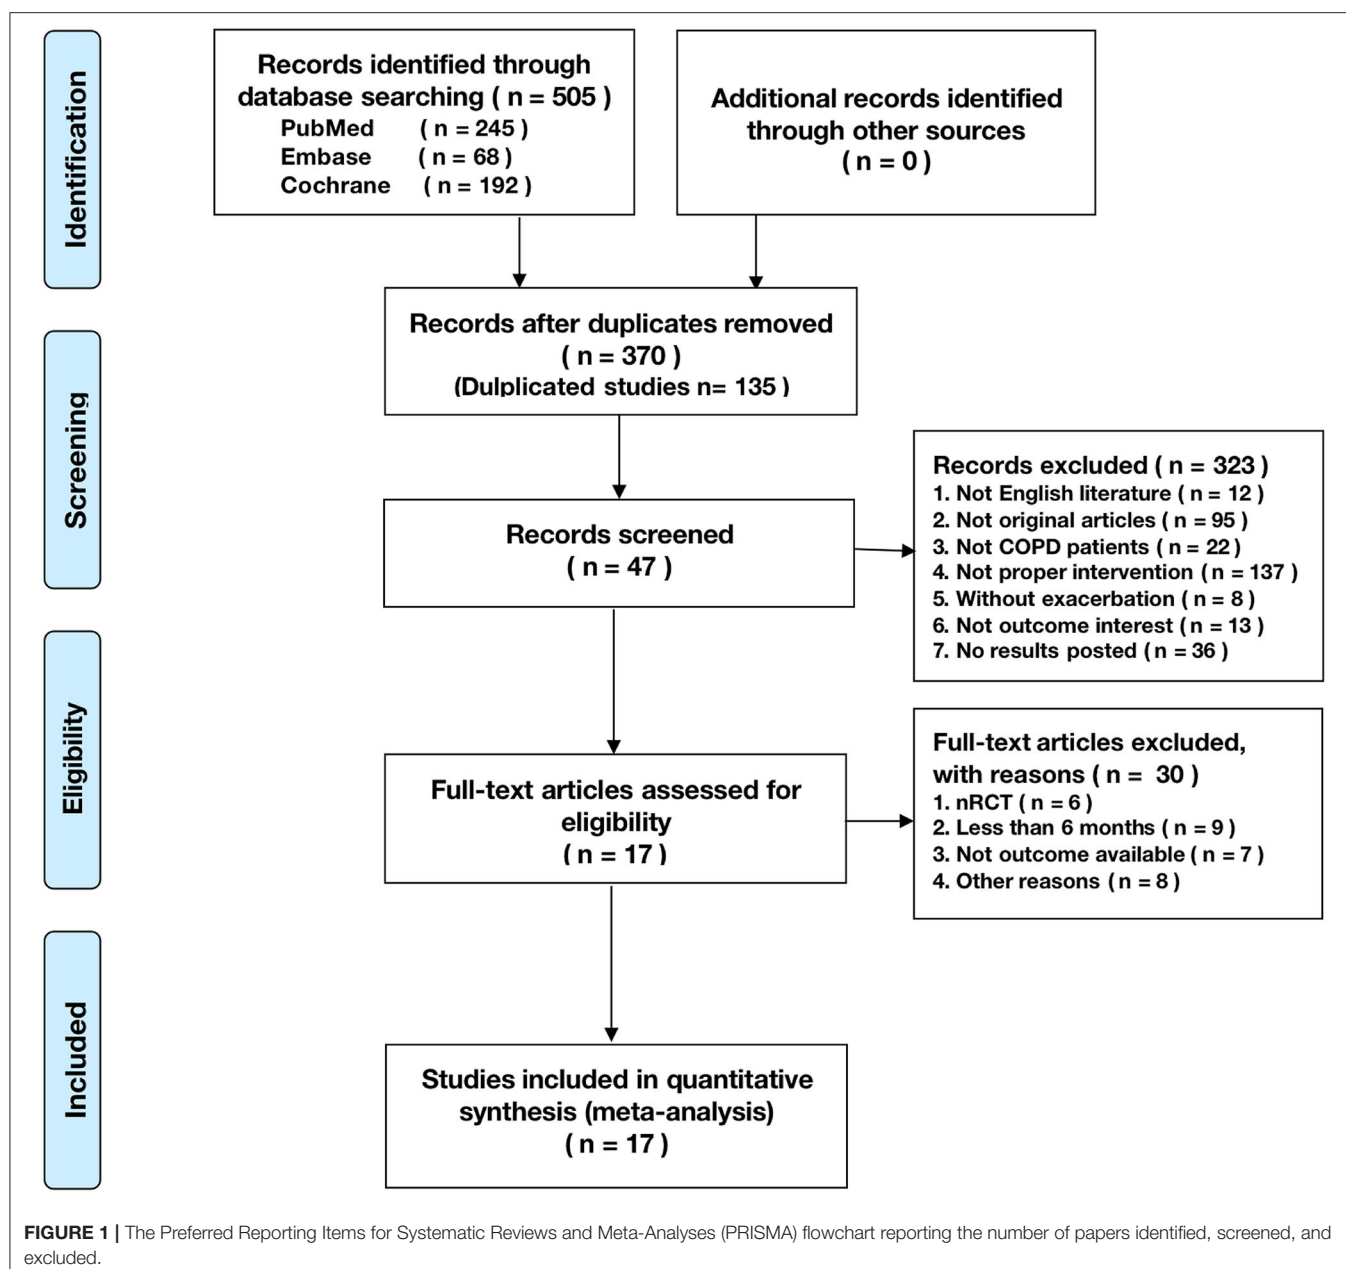 Identification
Records identified through
database searching ( n = 505 )
PubMed ( n = 245 )
Embase ( n = 68 )
Cochrane ( n = 192 )
Additional records identified
through other sources
( n = 0 )
Records after duplicates removed
( n = 370 )
(Dulplicated studies n= 135 )
Screening
Records screened
( n = 47 )
Records excluded ( n = 323 )
1. Not English literature ( n = 12 )
2. Not original articles ( n = 95 )
3. Not COPD patients ( n = 22 )
4. Not proper intervention ( n = 137 )
5. Without exacerbation ( n = 8 )
6. Not outcome interest ( n = 13 )
7. No results posted ( n = 36 )
Eligibility
Full-text articles assessed for
eligibility
( n = 17 )
Full-text articles excluded,
with reasons ( n = 30 )
1. nRCT ( n = 6 )
2. Less than 6 months ( n = 9 )
3. Not outcome available ( n = 7 )
4. Other reasons ( n = 8 )
Included
Studies included in quantitative
synthesis (meta-analysis)
( n = 17 )
FIGURE 1 | The Preferred Reporting Items for Systematic Reviews and Meta-Analyses (PRISMA) flowchart reporting the number of papers identified, screened, and
excluded.